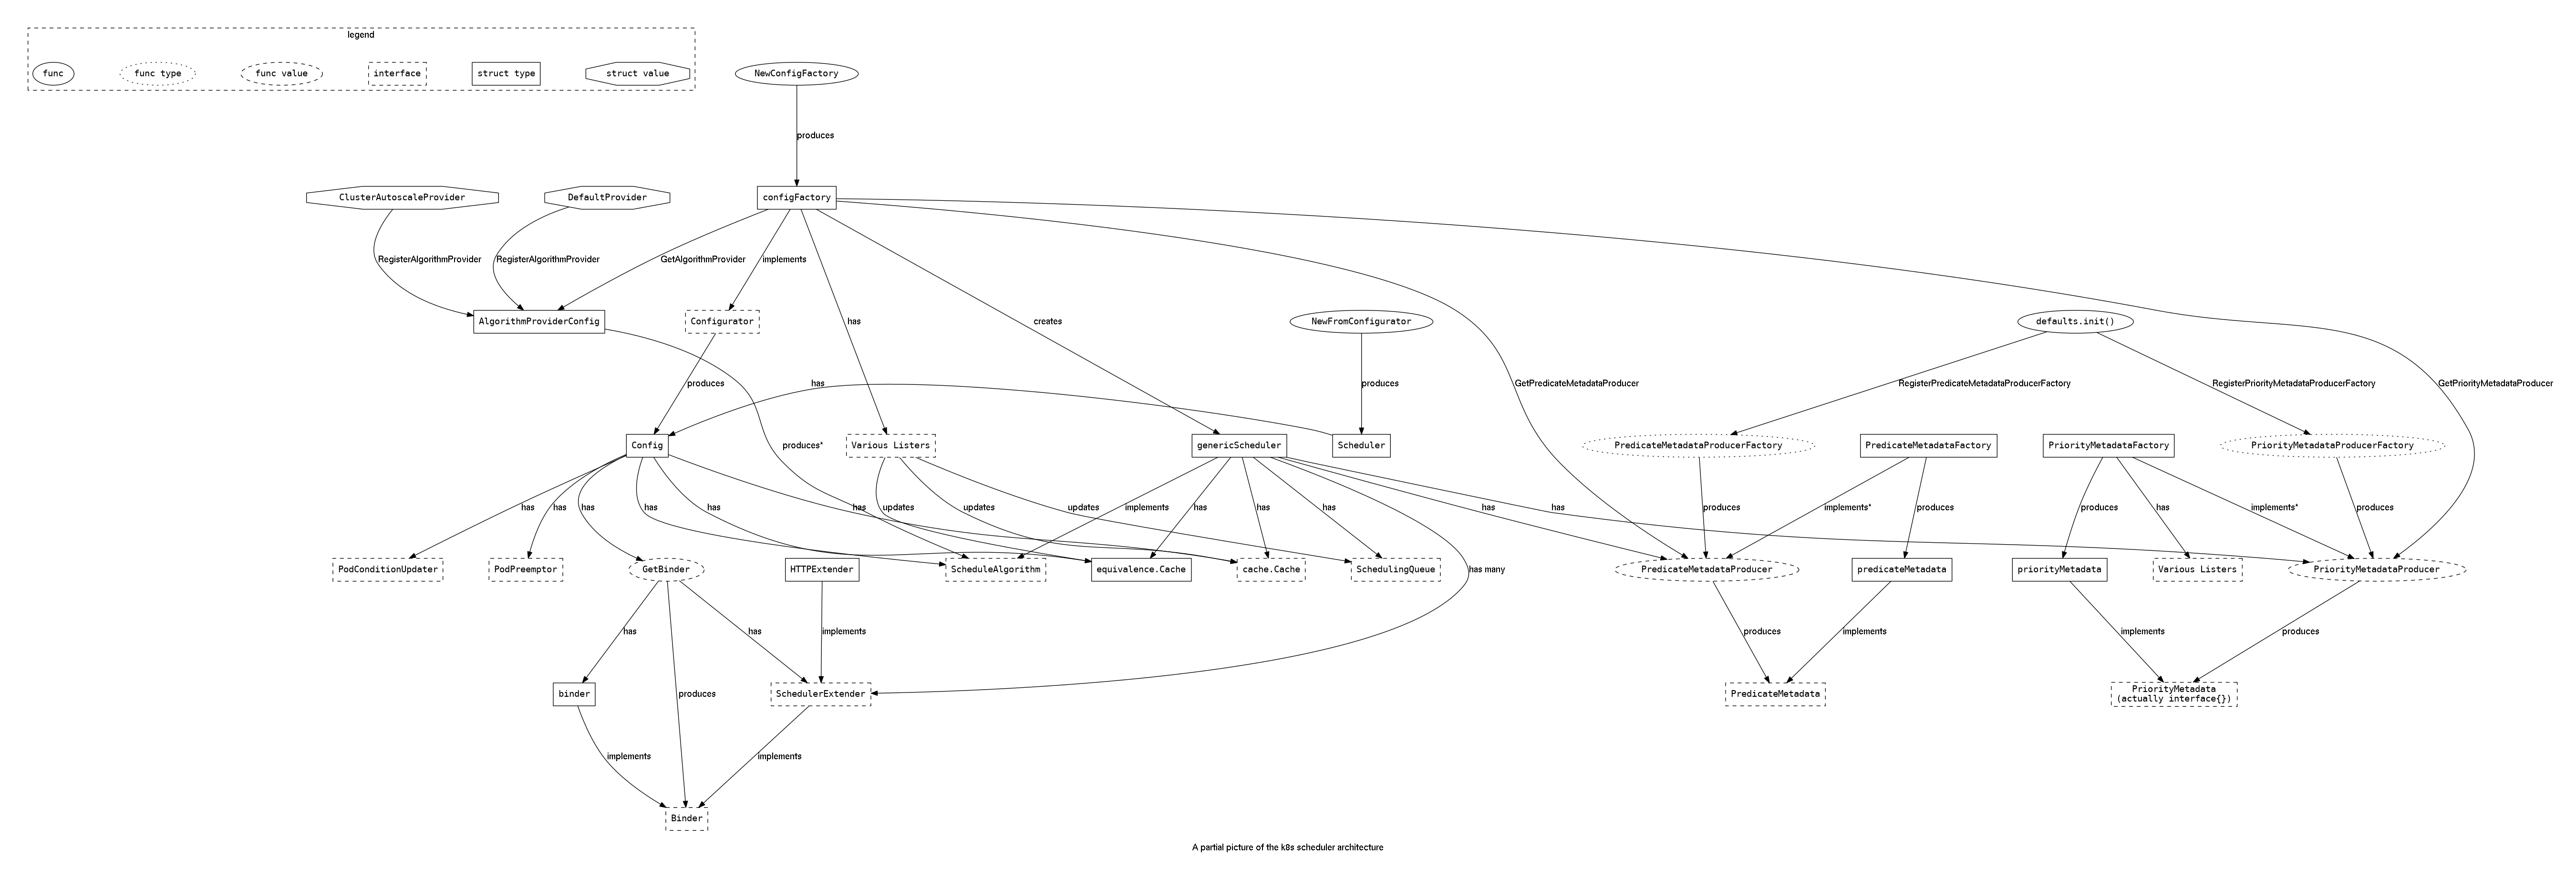 legend
func
func type
func value
interface
struct type
struct value
NewConfigFactory
produces
ClusterAutoscaleProvider
DefaultProvider
configFactory
RegisterAlgorithmProvider
RegisterAlgorithmProvider
GetAlgorithmProvider
implements
AlgorithmProviderConfig
Configurator
has
creates
NewFromConfigurator
defaults.init()
produces
has
produces
GetPredicateMetadataProducer
RegisterPredicateMetadataProducerFactory
RegisterPriorityMetadataProducerFactory
GetPriorityMetadataProducer
Config
produces*
Various Listers
genericScheduler
Scheduler
PredicateMetadataProducerFactory
PredicateMetadataFactory
PriorityMetadataFactory
PriorityMetadataProducerFactory
has
has
has
has
has
has
updates
updates
updates
implements
has
has
has
has
has
produces
implements*
produces
produces
has
implements*
produces
PodConditionUpdater
PodPreemptor
GetBinder
HTTPExtender
ScheduleAlgorithm
equivalence.Cache
cache.Cache
SchedulingQueue
has many
PredicateMetadataProducer
predicateMetadata
priorityMetadata
Various Listers
PriorityMetadataProducer
has
has
implements
produces
implements
implements
produces
binder
produces
SchedulerExtender
PredicateMetadata
PriorityMetadata
(actually interface{})
implements
implements
Binder
A partial picture of the k8s scheduler architecture